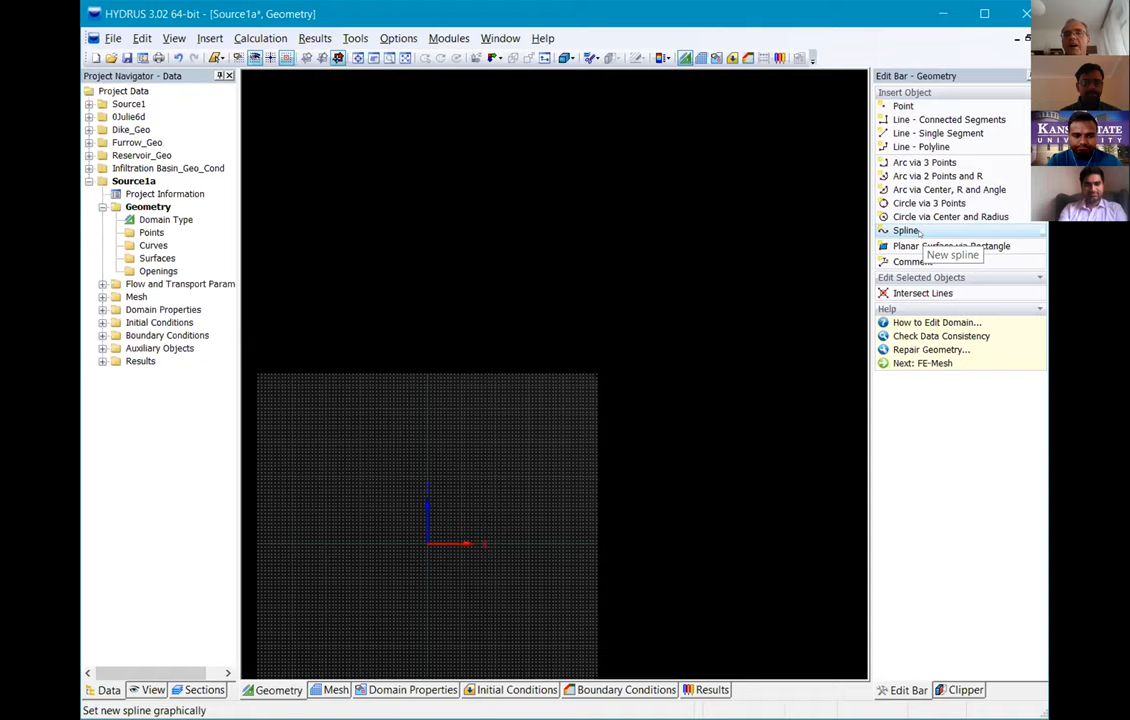 HYDRUS 3.02 64-bit - [Source1a*, Geometry]
File Edit View Insert Calculation Results Tools Options Modules Window Help
Project Navigator - Data
Project Data
Source1
0Julie6d
Dike_Geo
Furrow_Geo
Reservoir_Geo
Infiltration Basin_Geo_Cond
Source1a
Project Information
Geometry
Domain Type
Points
Curves
Surfaces
Openings
Flow and Transport Param
Mesh
Domain Properties
Initial Conditions
Boundary Conditions
Auxiliary Objects
Results
Data View Sections
X
Geometry Mesh Domain Properties Initial Conditions Boundary Conditions Results
Edit Bar - Geometry
Insert Object
Point
Line - Connected Segments
Line - Single Segment
Line - Polyline
Arc via 3 Points
Arc via 2 Points and R
Arc via Center, R and Angle
Circle via 3 Points
Circle via Center and Radius
Spline
Planar Surface via Rectangle
New spline
Comment
Edit Selected Objects
Intersect Lines
Help
How to Edit Domain...
Check Data Consistency
Repair Geometry...
Next: FE-Mesh
Edit Bar Clipper
Set new spline graphically